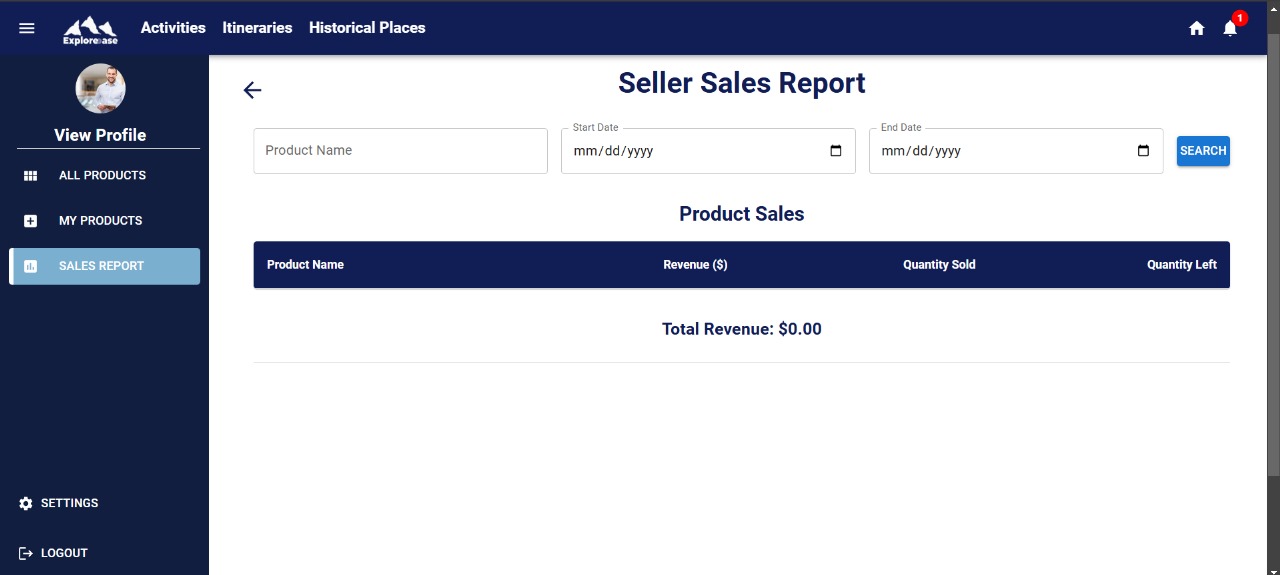 Explorease
Activities Itineraries Historical Places
1
View Profile
ALL PRODUCTS
MY PRODUCTS
SALES REPORT
SETTINGS
LOGOUT
Seller Sales Report
Product Name
Start Date
mm/dd/yyyy
End Date
mm/dd/yyyy
SEARCH
Product Sales
Product Name Revenue ($) Quantity Sold Quantity Left
Total Revenue: $0.00